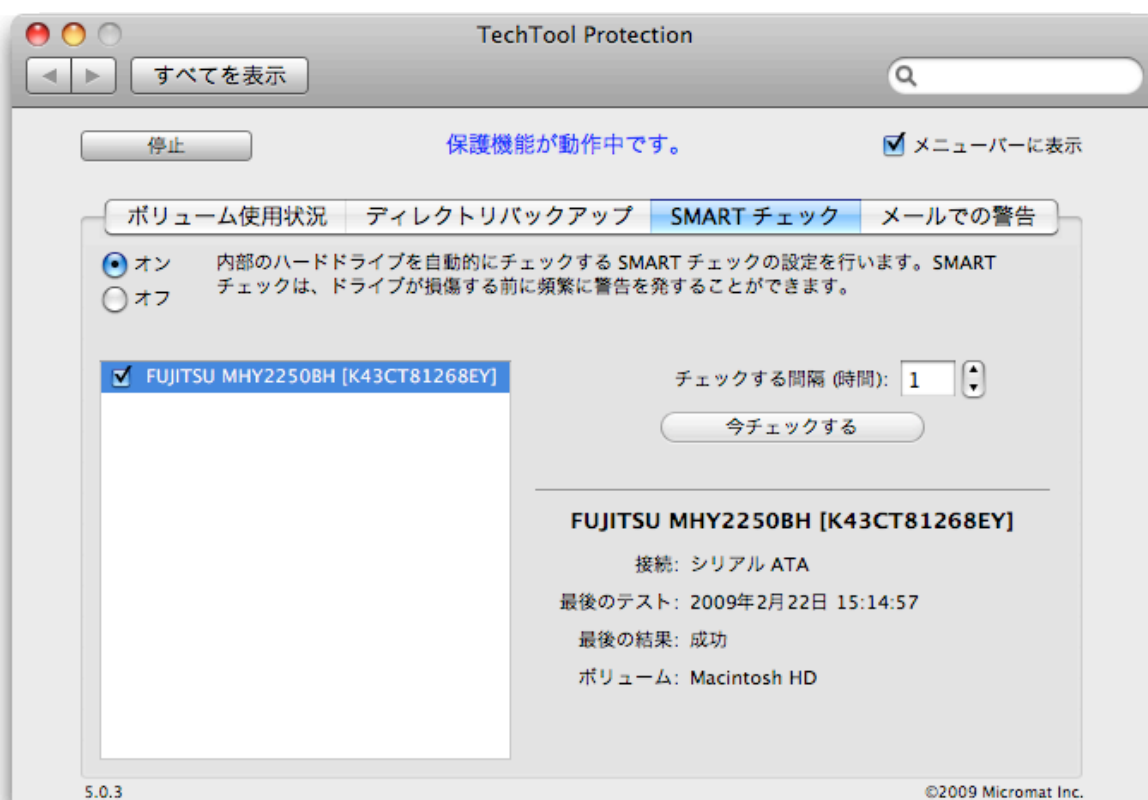 TechTool Protection
すべてを表示
停止
保護機能が動作中です。
メニューバーに表示
ボリューム使用状況
ディレクトリバックアップ
SMART チェック
メールでの警告
オン
オフ
内部のハードドライブを自動的にチェックする SMART チェックの設定を行います。SMART
チェックは、ドライブが損傷する前に頻繁に警告を発することができます。
FUJITSU MHY2250BH [K43CT81268EY]
チェックする間隔 (時間): 1
今チェックする
FUJITSU MHY2250BH [K43CT81268EY]
接続: シリアル ATA
最後のテスト: 2009年2月22日 15:14:57
最後の結果: 成功
ボリューム: Macintosh HD
5.0.3
©2009 Micromat Inc.